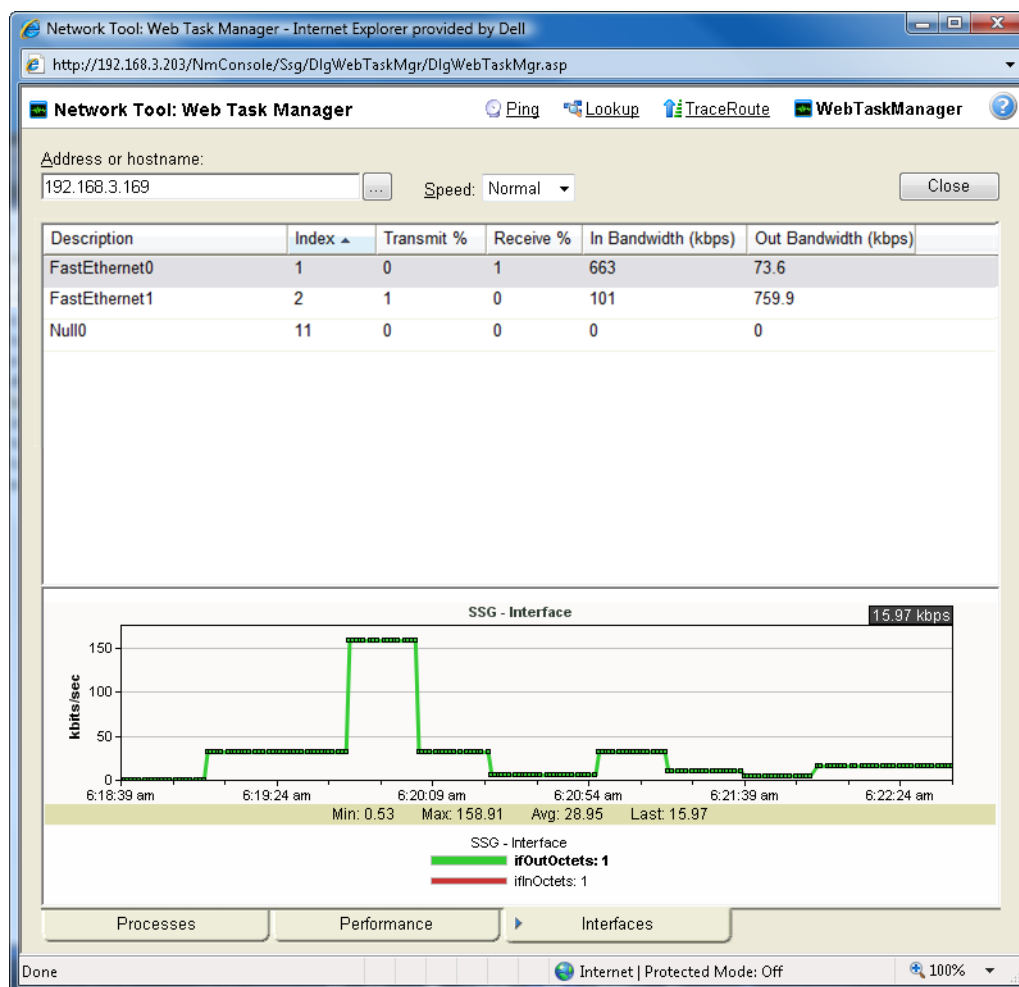 Network Tool: Web Task Manager - Internet Explorer provided by Dell
http://192.168.3.203/NmConsole/Ssg/DlgWebTaskMgr/DlgWebTaskMgr.asp
Network Tool: Web Task Manager Ping Lookup TraceRoute WebTaskManager ?
Address or hostname:
192.168.3.169 ... Speed: Normal Close
Description Index Transmit % Receive % In Bandwidth (kbps) Out Bandwidth (kbps)
FastEthernet0 1 0 1 663 73.6
FastEthernet1 2 1 0 101 759.9
Null0 11 0 0 0 0
SSG - Interface
15.97 kbps
kbits/sec
150
100
50
0
6:18:39 am 6:19:24 am 6:20:09 am 6:20:54 am 6:21:39 am 6:22:24 am
Min: 0.53 Max: 158.91 Avg: 28.95 Last: 15.97
SSG - Interface
ifOutOctets: 1
ifInOctets: 1
Processes Performance Interfaces
Done Internet | Protected Mode: Off 100%